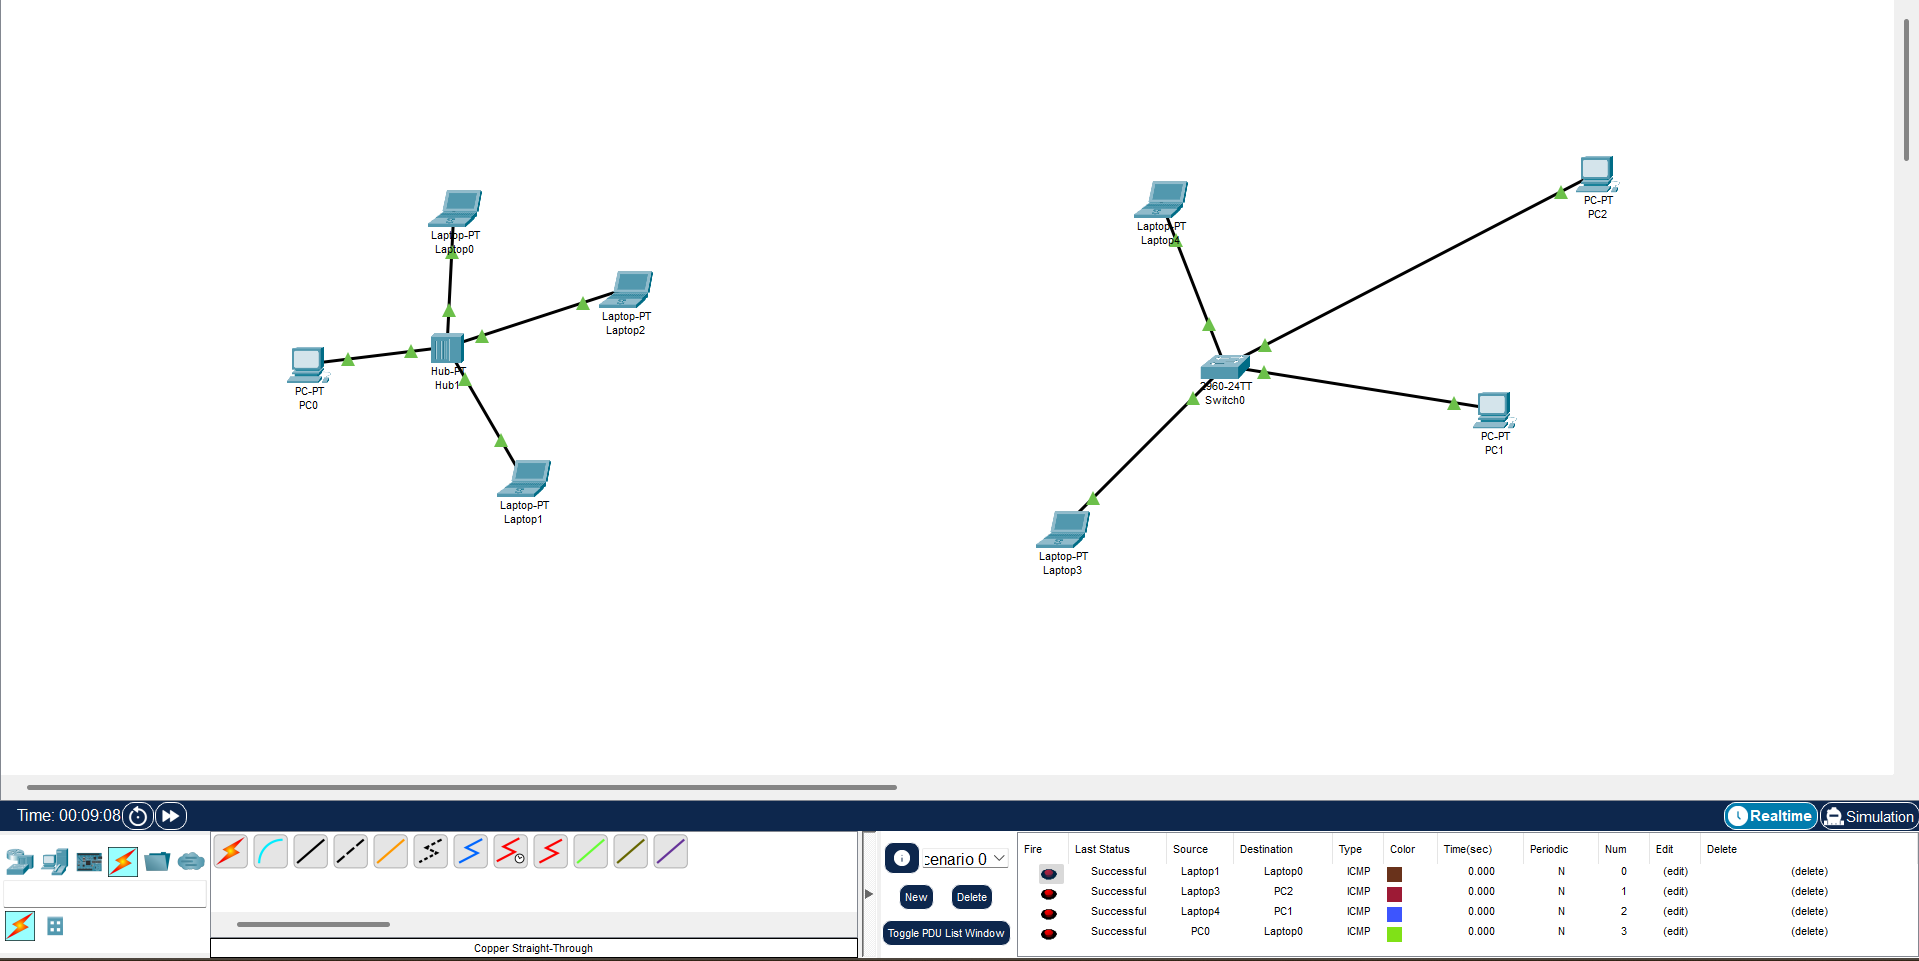 PC-PT
PC2
Laptop-PT
Laptop4
Laptop-PT
Laptop0
Laptop-PT
Laptop2
Hub-PT
Hub1
PC-PT
PC0
2960-24TT
Switch0
PC-PT
PC1
Laptop-PT
Laptop1
Laptop-PT
Laptop3
Time: 00:09:08
Realtime
Simulation
cenario 0
New
Delete
Toggle PDU List Window
Copper Straight-Through
Fire Last Status Source Destination Type Color Time(sec) Periodic Num Edit Delete
Successful Laptop1 Laptop0 ICMP 0.000 N 0 (edit) (delete)
Successful Laptop3 PC2 ICMP 0.000 N 1 (edit) (delete)
Successful Laptop4 PC1 ICMP 0.000 N 2 (edit) (delete)
Successful PC0 Laptop0 ICMP 0.000 N 3 (edit) (delete)